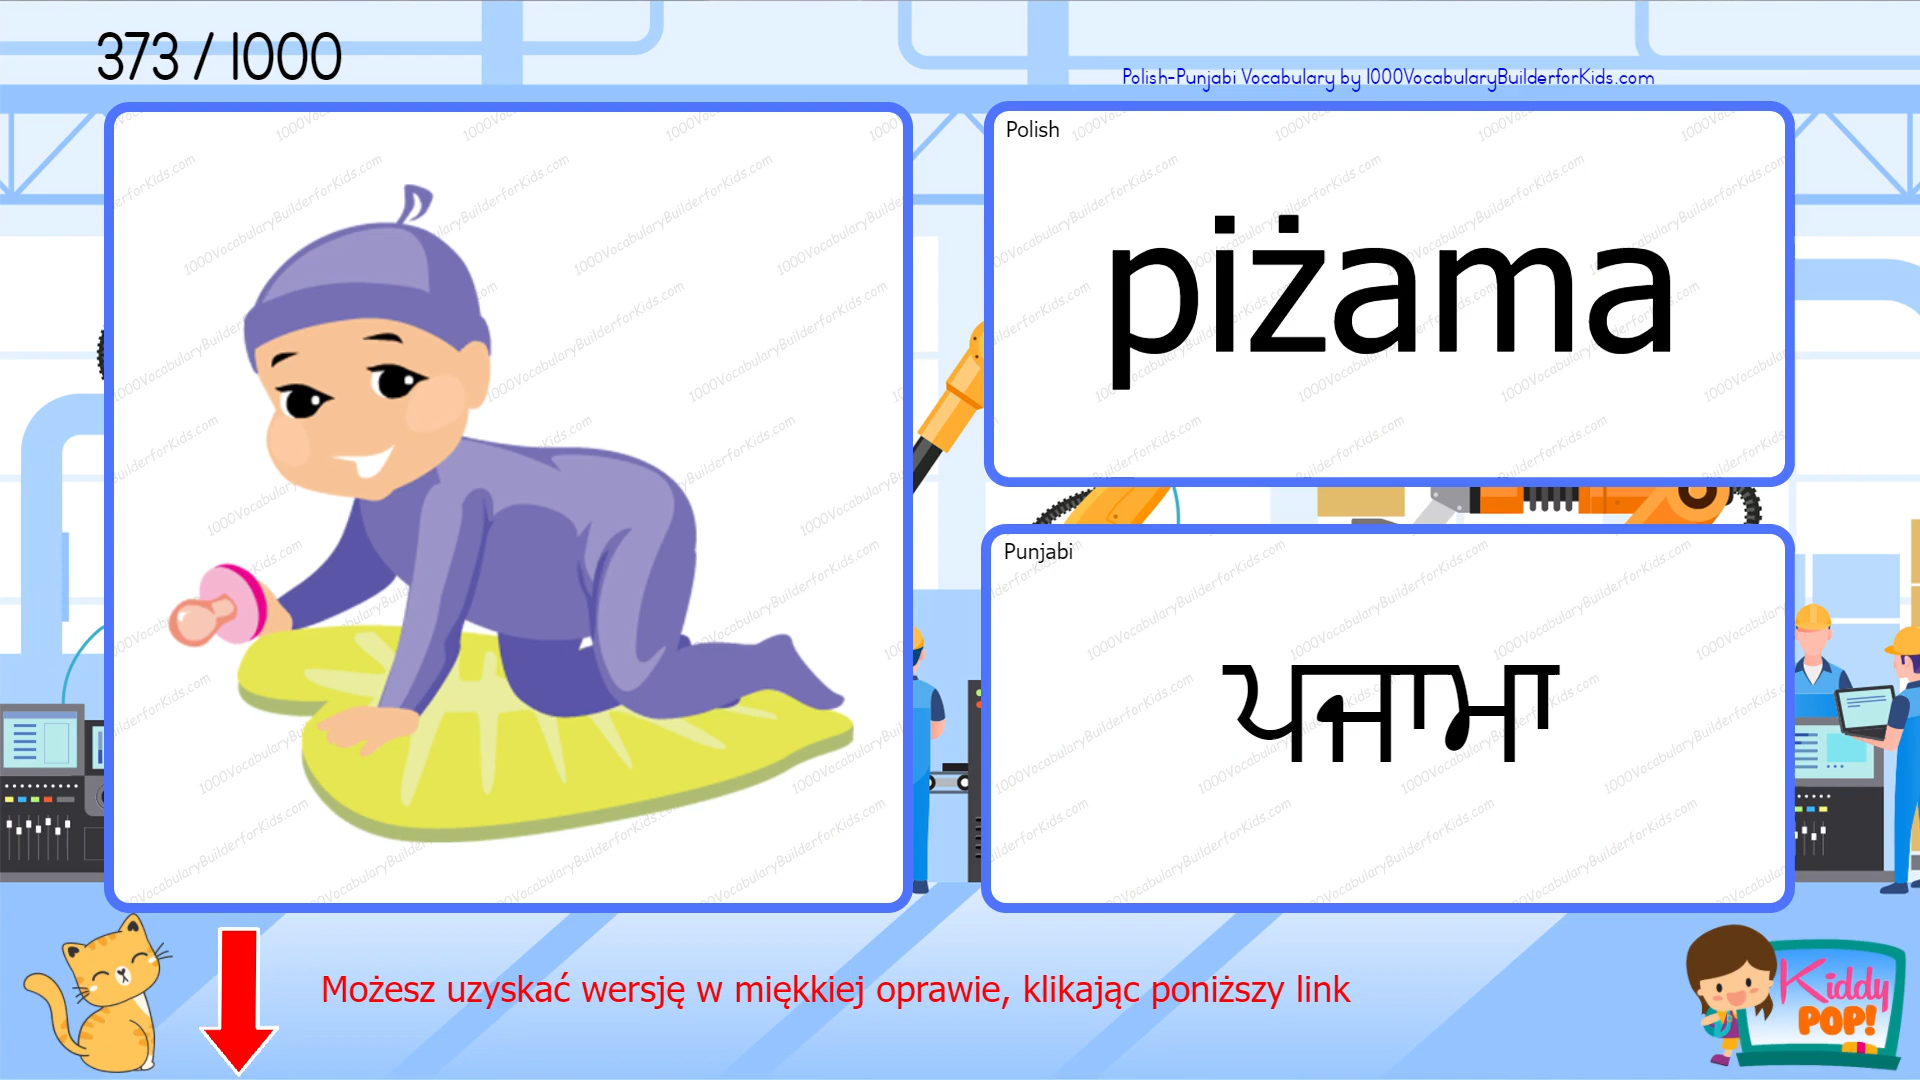 373 / 1000
Polish-Punjabi Vocabulary by 1000VocabularyBuilderforKids.com
Polish
piżama
Punjabi
ਪਜਾਮਾ
Możesz uzyskać wersję w miękkiej oprawie, klikając poniższy link
Kiddy
POP!